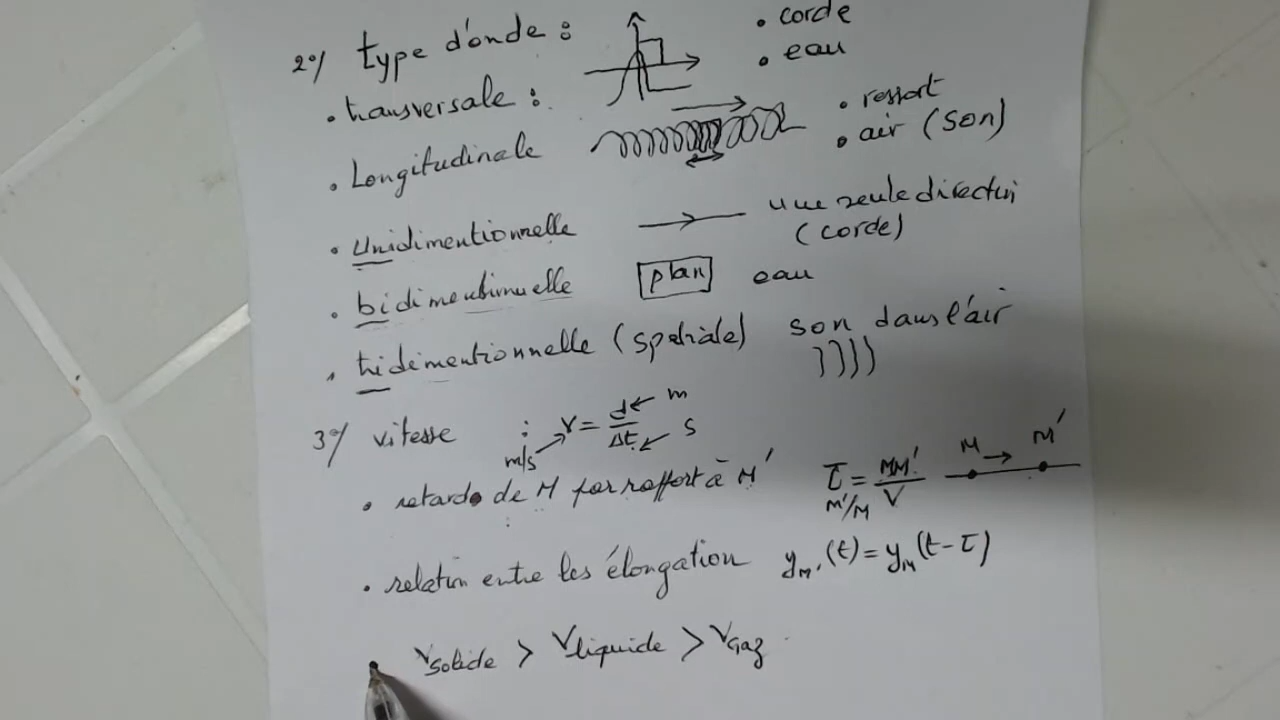 2°/ type d'onde : • corde
• eau
• transversale :
• Longitudinale • ressort
• air (son)
• Unidimentionnelle une seule direction
(corde)
• bidimentionnelle plan eau
• tridimentionnelle (spatiale) son dans l'air
3°/ vitesse : v = d/Δt m s m/s
• retard de M par rapport à M' τ M'/M = MM'/V M M'
• relation entre les élongation yM'(t) = yM(t-τ)
Vsolide > Vliquide > VGaz